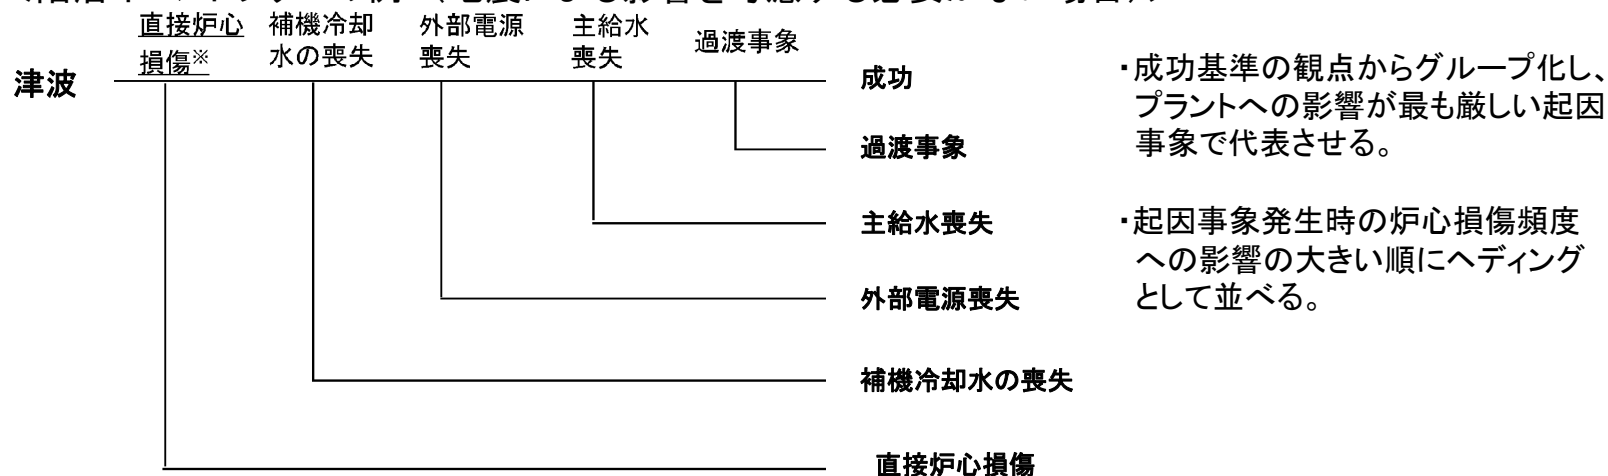 直接炉心
損傷※
補機冷却
水の喪失
外部電源
喪失
主給水
喪失
過渡事象
津波
成功
過渡事象
主給水喪失
外部電源喪失
補機冷却水の喪失
直接炉心損傷
・成功基準の観点からグループ化し、
プラントへの影響が最も厳しい起因
事象で代表させる。
・起因事象発生時の炉心損傷頻度
への影響の大きい順にヘディング
として並べる。